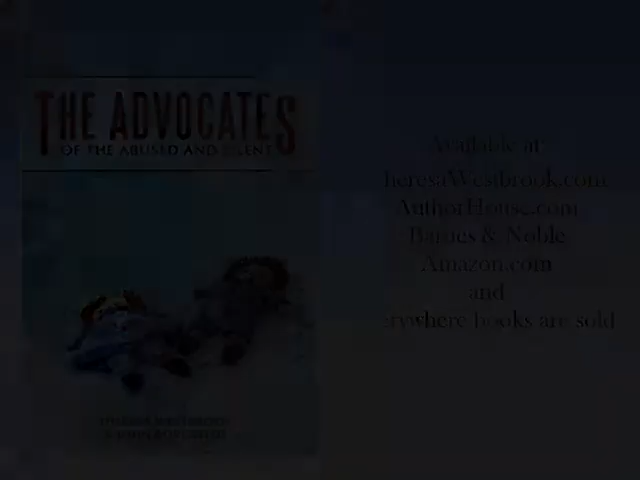 THE ADVOCATES
OF THE ABUSED AND SILENT
Available at:
heresaWestbrook.com
AuthorHouse.com
Barnes & Noble
Amazon.com
and
erywhere books are sold